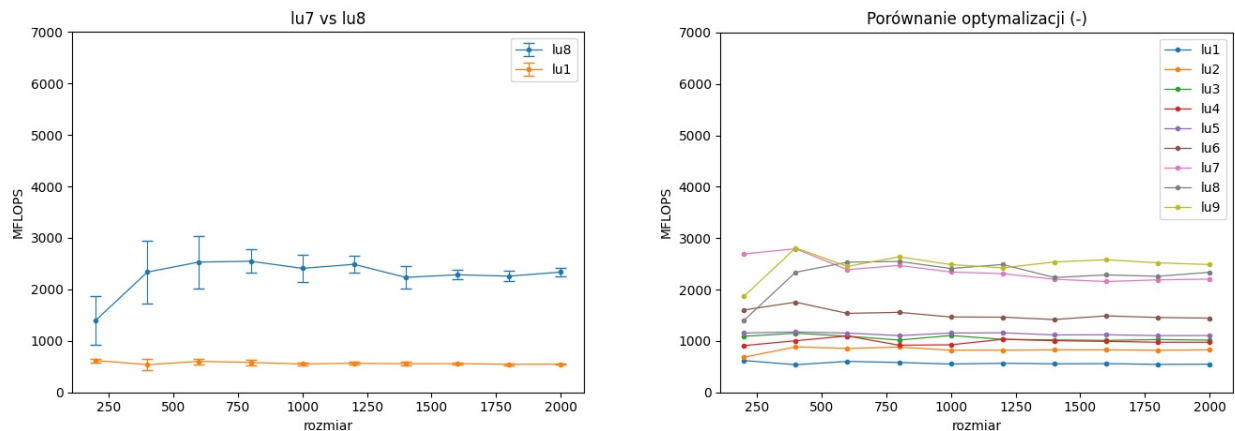 lu7 vs lu8
7000
6000
5000
4000
3000
2000
1000
0
MFLOPS
lu8
lu1
250
500
750
1000
1250
1500
1750
2000
rozmiar
Porównanie optymalizacji (-)
7000
6000
5000
4000
3000
2000
1000
0
MFLOPS
lu1
lu2
lu3
lu4
lu5
lu6
lu7
lu8
lu9
250
500
750
1000
1250
1500
1750
2000
rozmiar